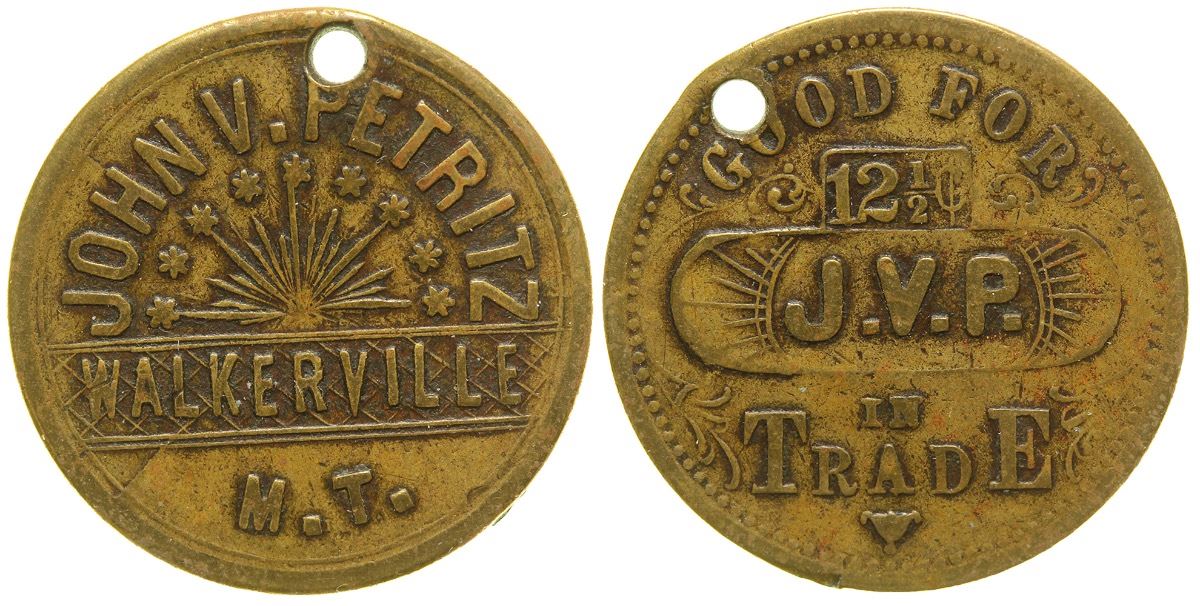 JOHN V. PETRITZ
WALKERVILLE
M.T.
GOOD FOR
12½¢
J.V.P.
IN
TRADE